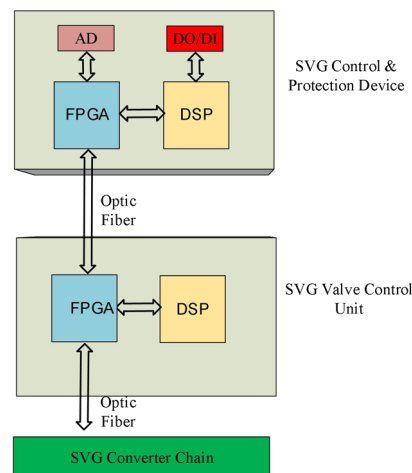 AD
DO/DI
SVG Control &
Protection Device
FPGA
DSP
Optic
Fiber
FPGA
DSP
SVG Valve Control
Unit
Optic
Fiber
SVG Converter Chain